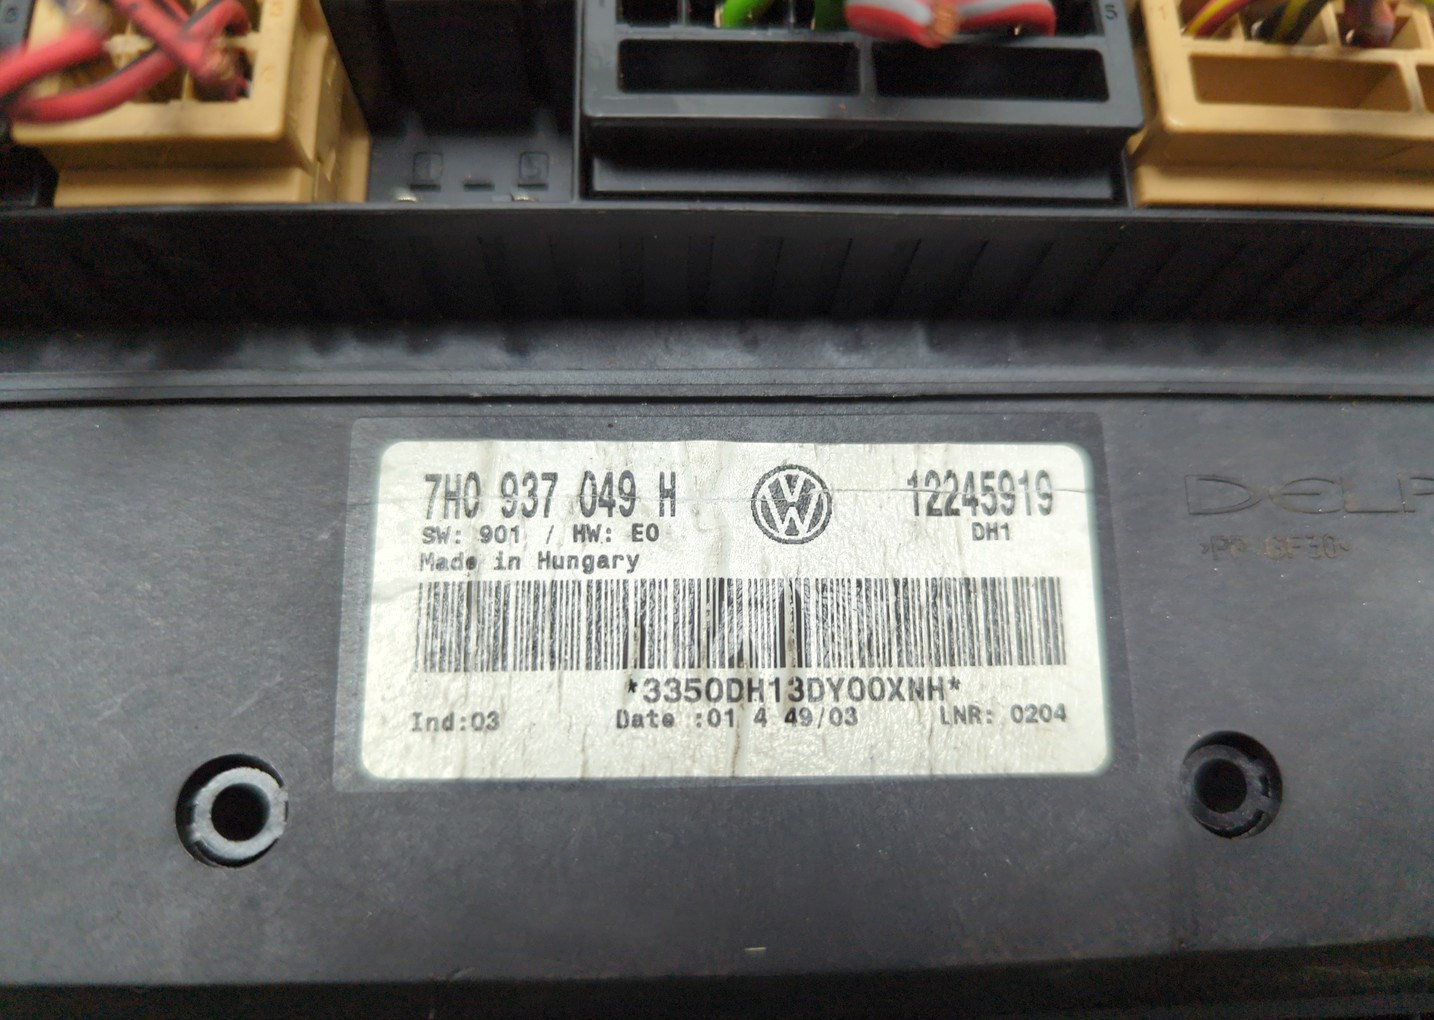 7H0 937 049 H
12245919
SW: 901 / HW: E0
DH1
Made in Hungary
*3350DH13DY00XNH*
Ind:03
Date :01 4 49/03
LNR: 0204
DELP